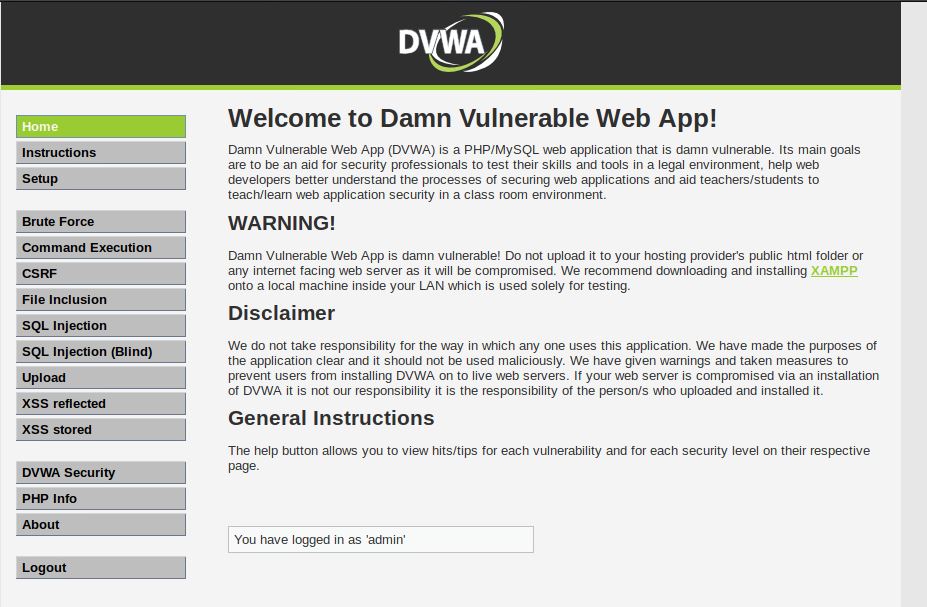 DVWA
Home
Instructions
Setup
Brute Force
Command Execution
CSRF
File Inclusion
SQL Injection
SQL Injection (Blind)
Upload
XSS reflected
XSS stored
DVWA Security
PHP Info
About
Logout
Welcome to Damn Vulnerable Web App!
Damn Vulnerable Web App (DVWA) is a PHP/MySQL web application that is damn vulnerable. Its main goals
are to be an aid for security professionals to test their skills and tools in a legal environment, help web
developers better understand the processes of securing web applications and aid teachers/students to
teach/learn web application security in a class room environment.
WARNING!
Damn Vulnerable Web App is damn vulnerable! Do not upload it to your hosting provider's public html folder or
any internet facing web server as it will be compromised. We recommend downloading and installing XAMPP
onto a local machine inside your LAN which is used solely for testing.
Disclaimer
We do not take responsibility for the way in which any one uses this application. We have made the purposes of
the application clear and it should not be used maliciously. We have given warnings and taken measures to
prevent users from installing DVWA on to live web servers. If your web server is compromised via an installation
of DVWA it is not our responsibility it is the responsibility of the person/s who uploaded and installed it.
General Instructions
The help button allows you to view hits/tips for each vulnerability and for each security level on their respective
page.
You have logged in as 'admin'